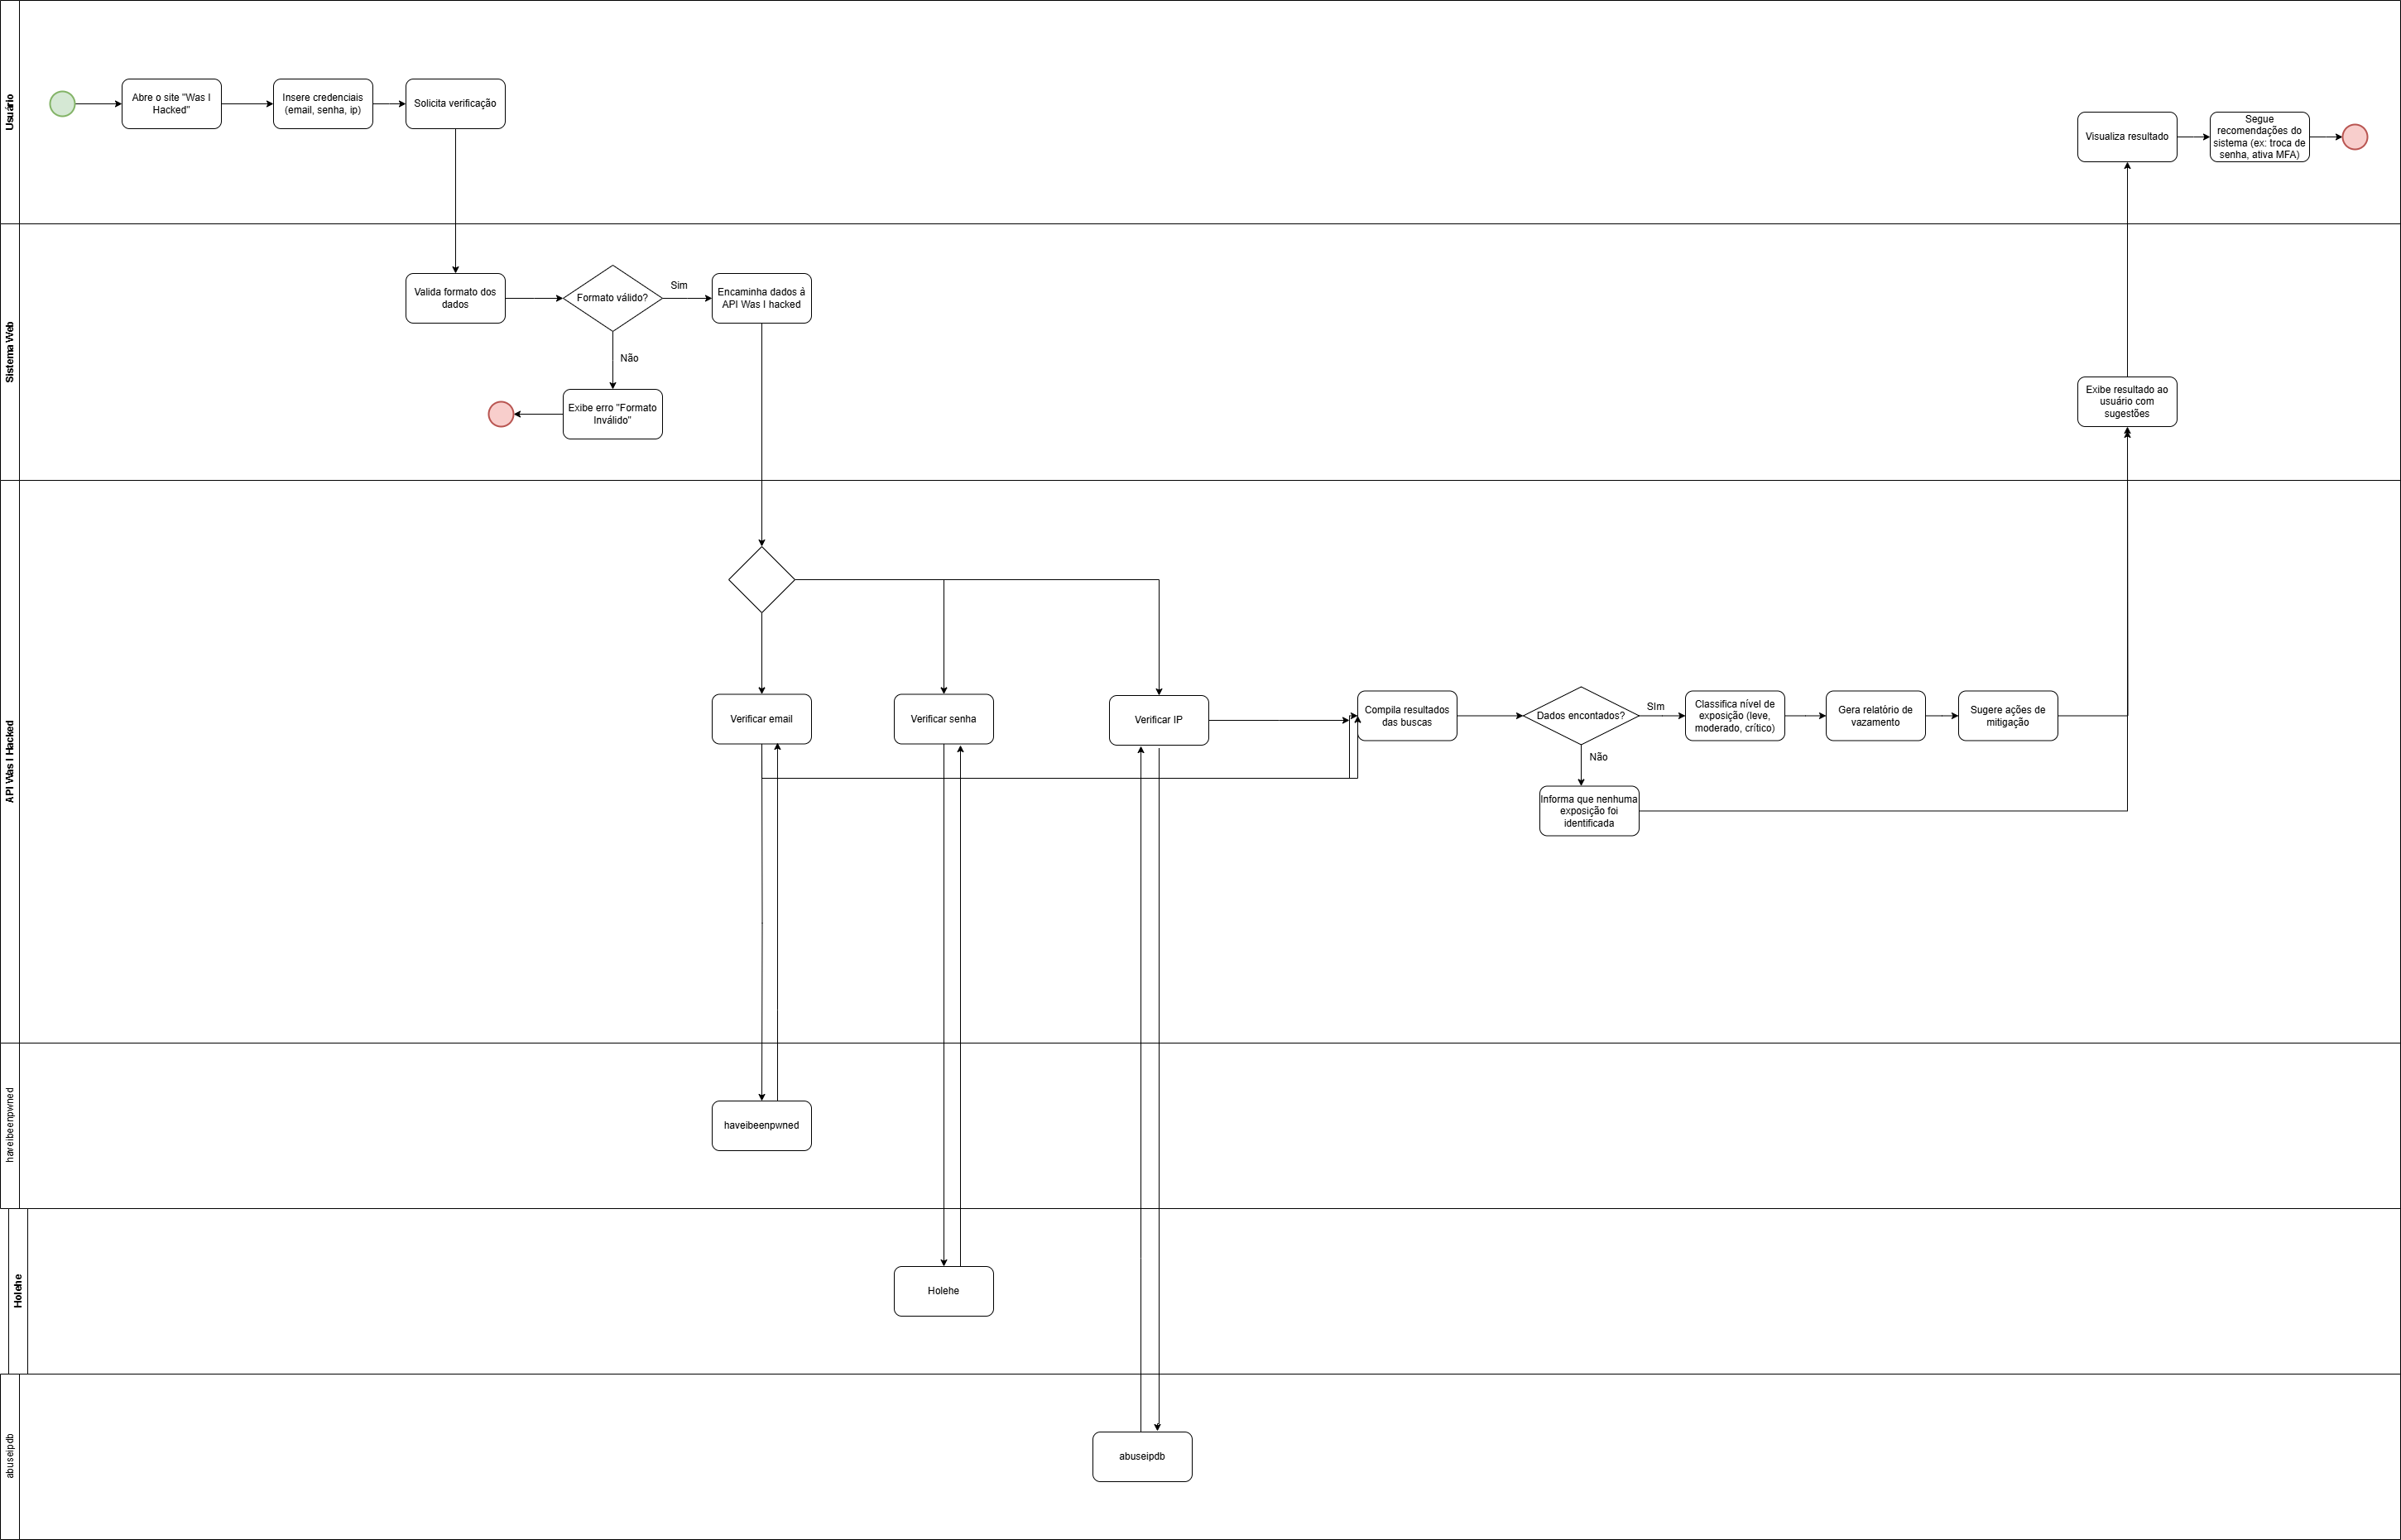 Usuário
Abre o site "Was I
Hacked"
Insere credenciais
(email, senha, ip)
Solicita verificação
Visualiza resultado
Segue
recomendações do
sistema (ex: troca de
senha, ativa MFA)
Sistema Web
Valida formato dos
dados
Formato válido?
Sim
Encaminha dados à
API Was I hacked
Não
Exibe erro "Formato
Inválido"
Exibe resultado ao
usuário com
sugestões
API Was I Hacked
Verificar email
Verificar senha
Verificar IP
Compila resultados
das buscas
Dados encontados?
SIm
Classifica nível de
exposição (leve,
moderado, crítico)
Gera relatório de
vazamento
Sugere ações de
mitigação
Não
Informa que nenhuma
exposição foi
identificada
haveibeenpwned
haveibeenpwned
Holehe
Holehe
abuseipdb
abuseipdb